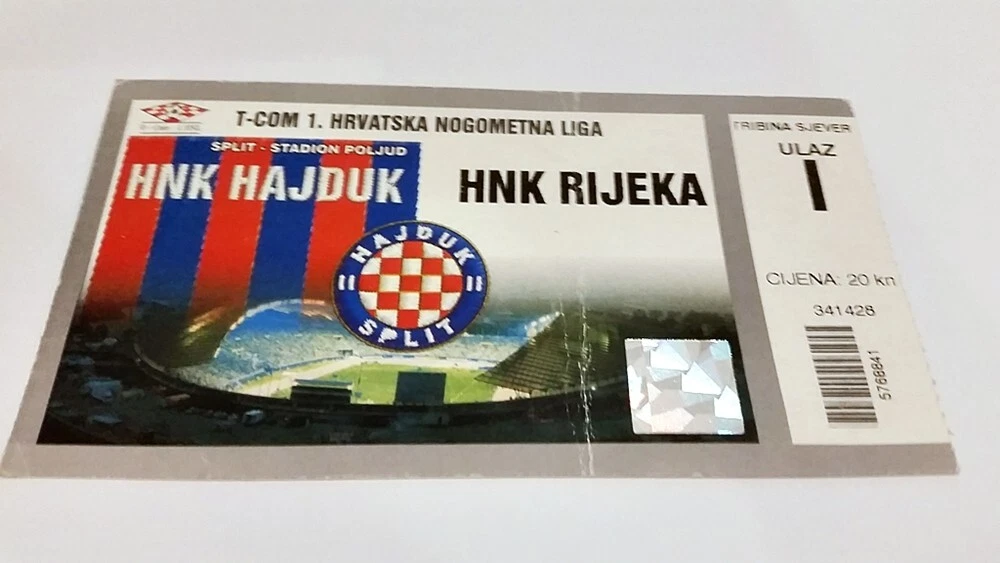 T-COM 1. HRVATSKA NOGOMETNA LIGA
SPLIT - STADION POLJUD
HNK HAJDUK
HNK RIJEKA
HAJDUK
SPLIT
TRIBINA SJEVER
ULAZ
I
CIJENA: 20 kn
341428
5768841